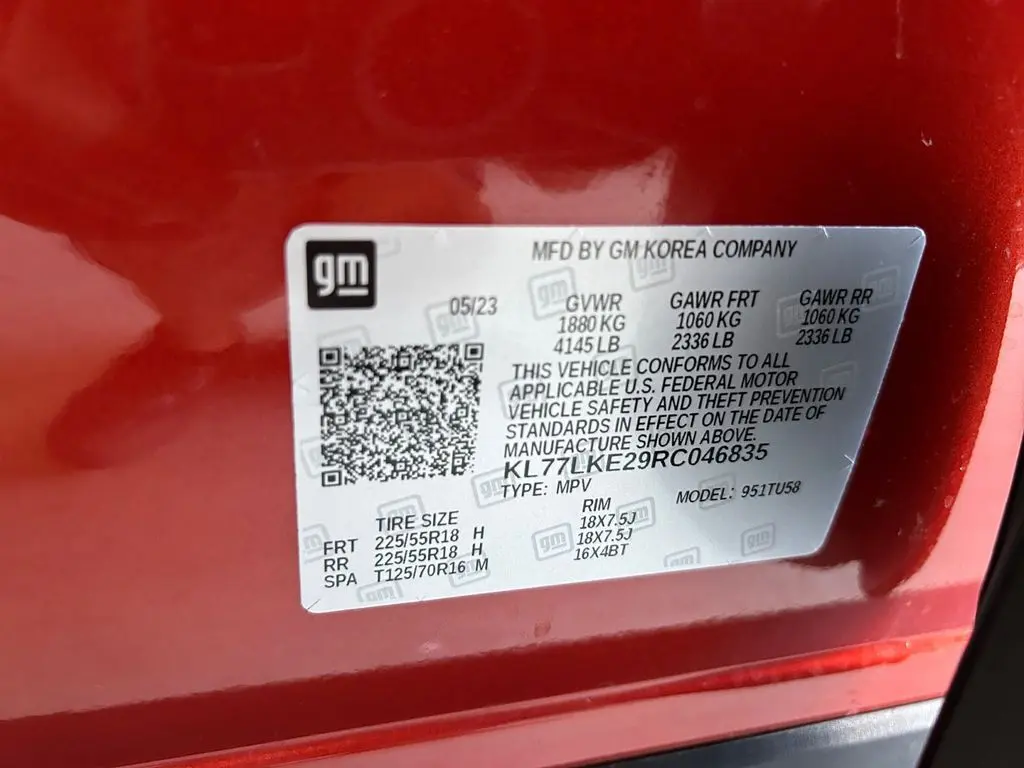 gm
MFD BY GM KOREA COMPANY
05/23
GVWR GAWR FRT GAWR RR
1880 KG 1060 KG 1060 KG
4145 LB 2336 LB 2336 LB
THIS VEHICLE CONFORMS TO ALL
APPLICABLE U.S. FEDERAL MOTOR
VEHICLE SAFETY AND THEFT PREVENTION
STANDARDS IN EFFECT ON THE DATE OF
MANUFACTURE SHOWN ABOVE.
KL77LKE29RC046835
TYPE: MPV MODEL: 951TU58
TIRE SIZE RIM
FRT 225/55R18 H 18X7.5J
RR 225/55R18 H 18X7.5J
SPA T125/70R16 M 16X4BT